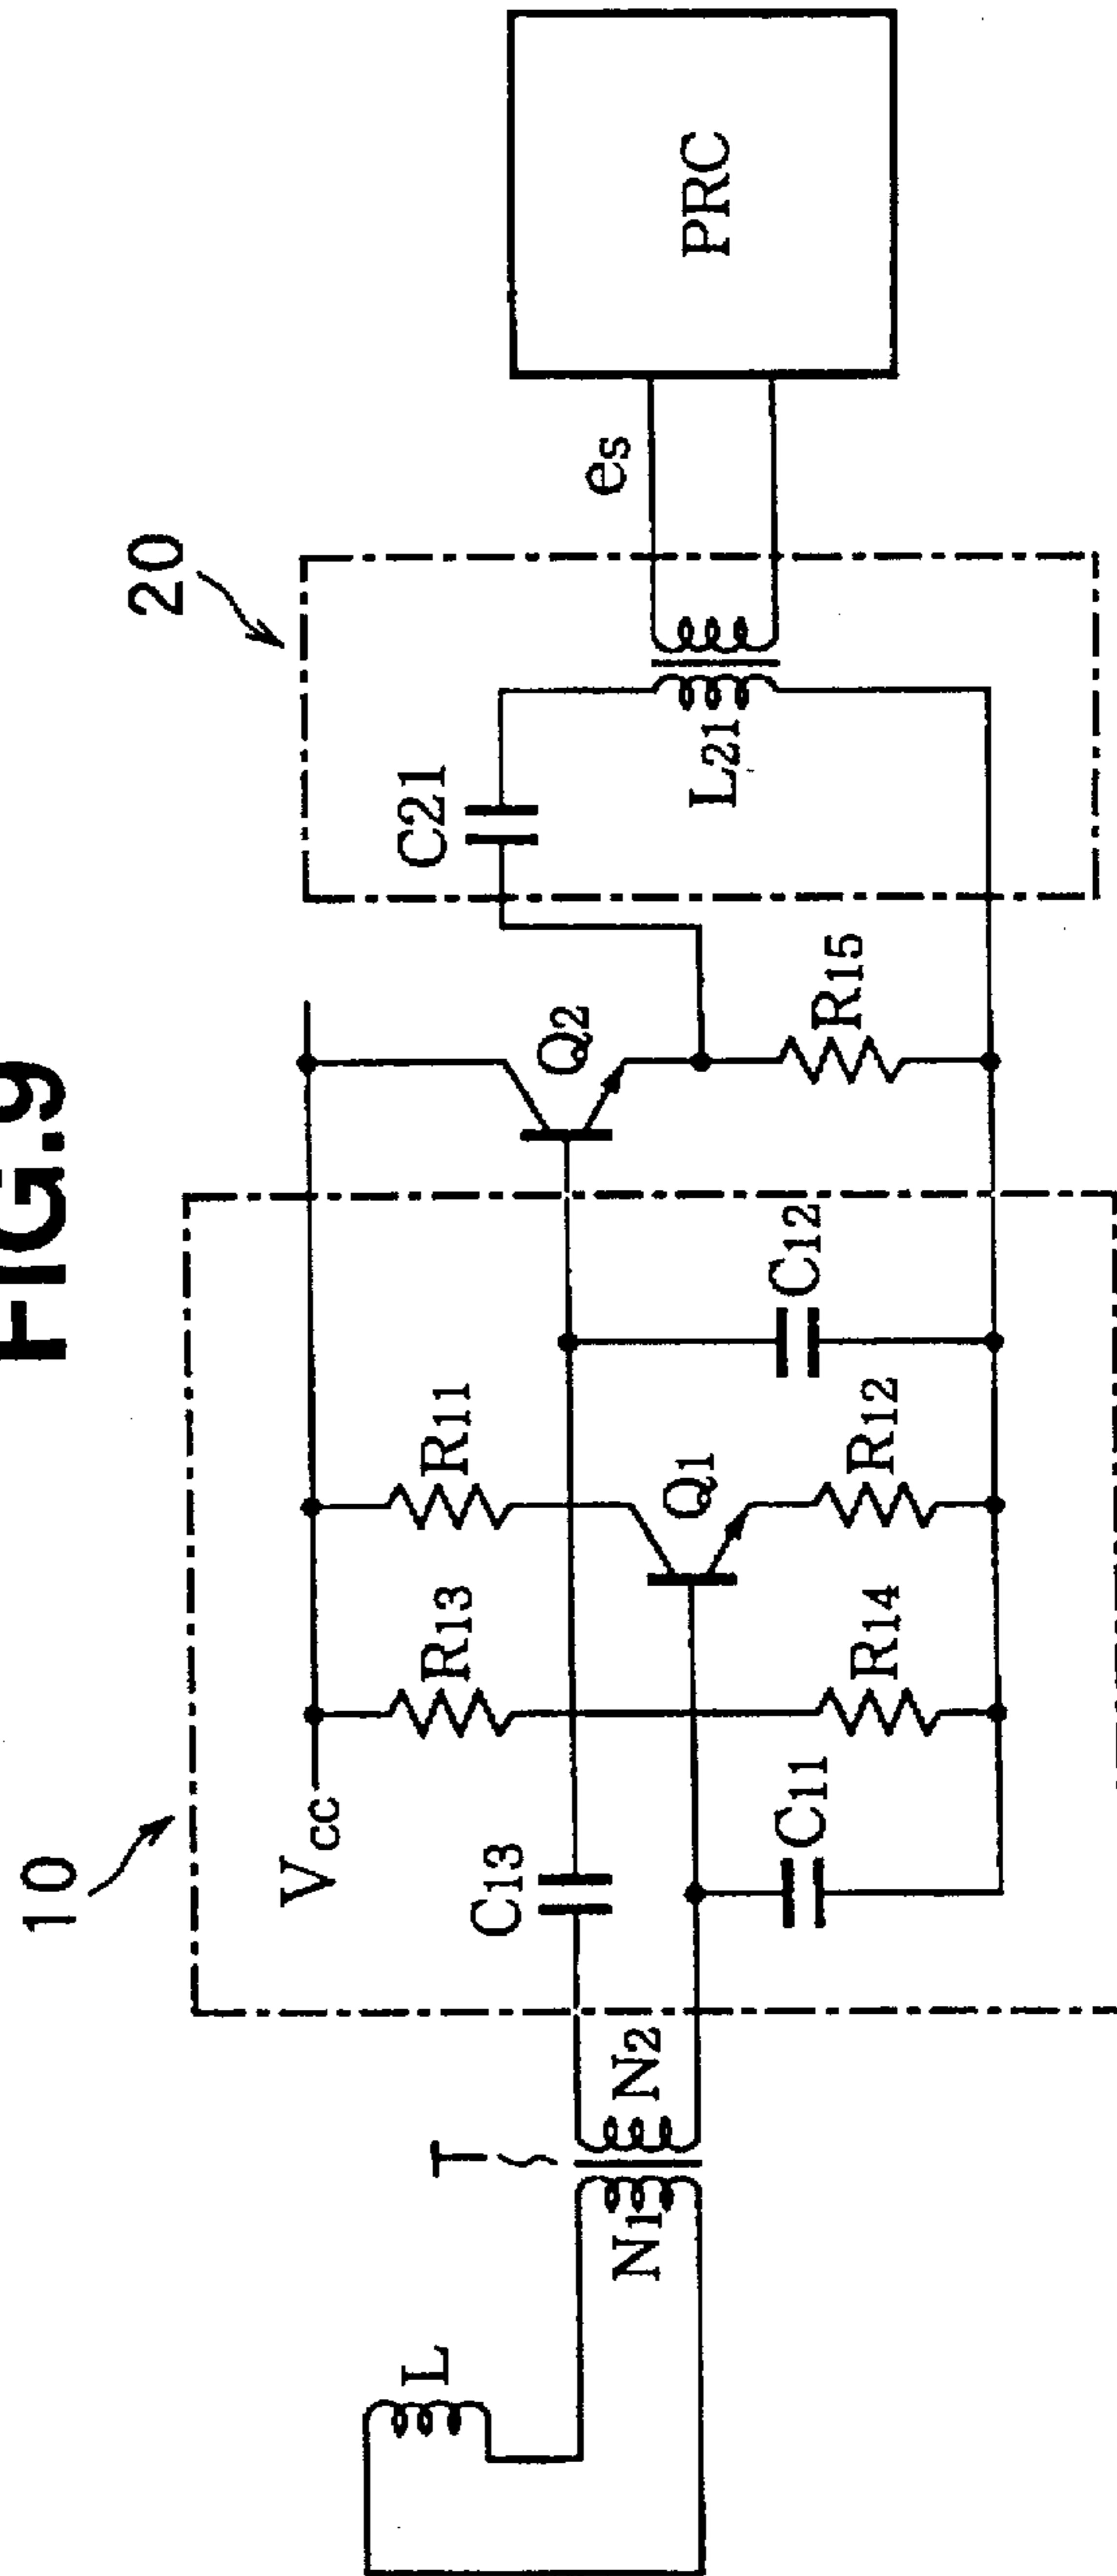 FIG.9
10
20
Vcc
R13
R11
C13
Q2
C21
es
PRC
T
L
N1
N2
Q1
C12
L21
C11
R14
R12
R15